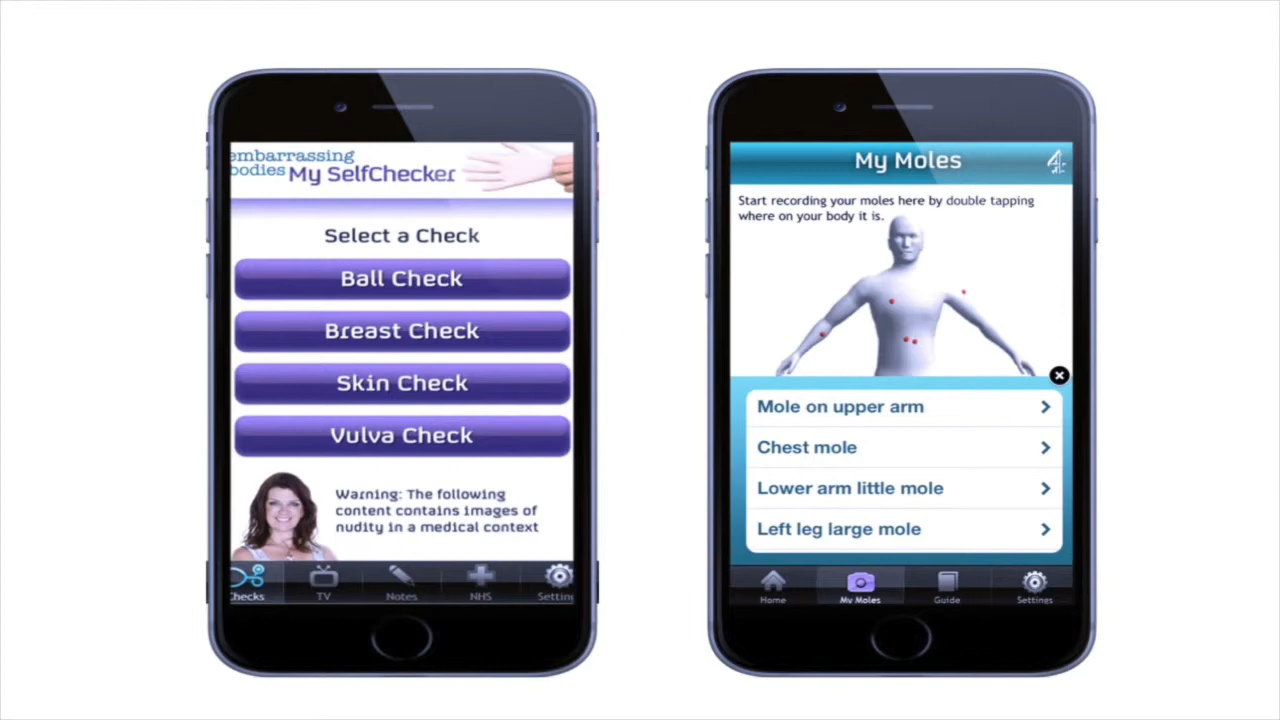 embarrassing
bodies My SelfChecker
Select a Check
Ball Check
Breast Check
Skin Check
Vulva Check
Warning: The following
content contains images of
nudity in a medical context
Checks
TV
Notes
NHS
Setting
My Moles
4
Start recording your moles here by double tapping
where on your body it is.
Mole on upper arm
Chest mole
Lower arm little mole
Left leg large mole
Home
My Moles
Guide
Settings